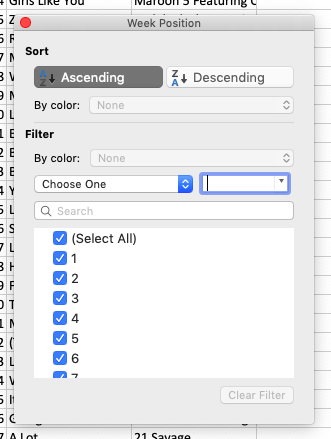 Girls Like You Maroon 5 Featuring C
Week Position
Sort
A Z Ascending Z A Descending
By color: None
Filter
By color: None
Choose One
Search
(Select All)
1
2
3
4
5
6
7
Clear Filter
A Lot 21 Savage